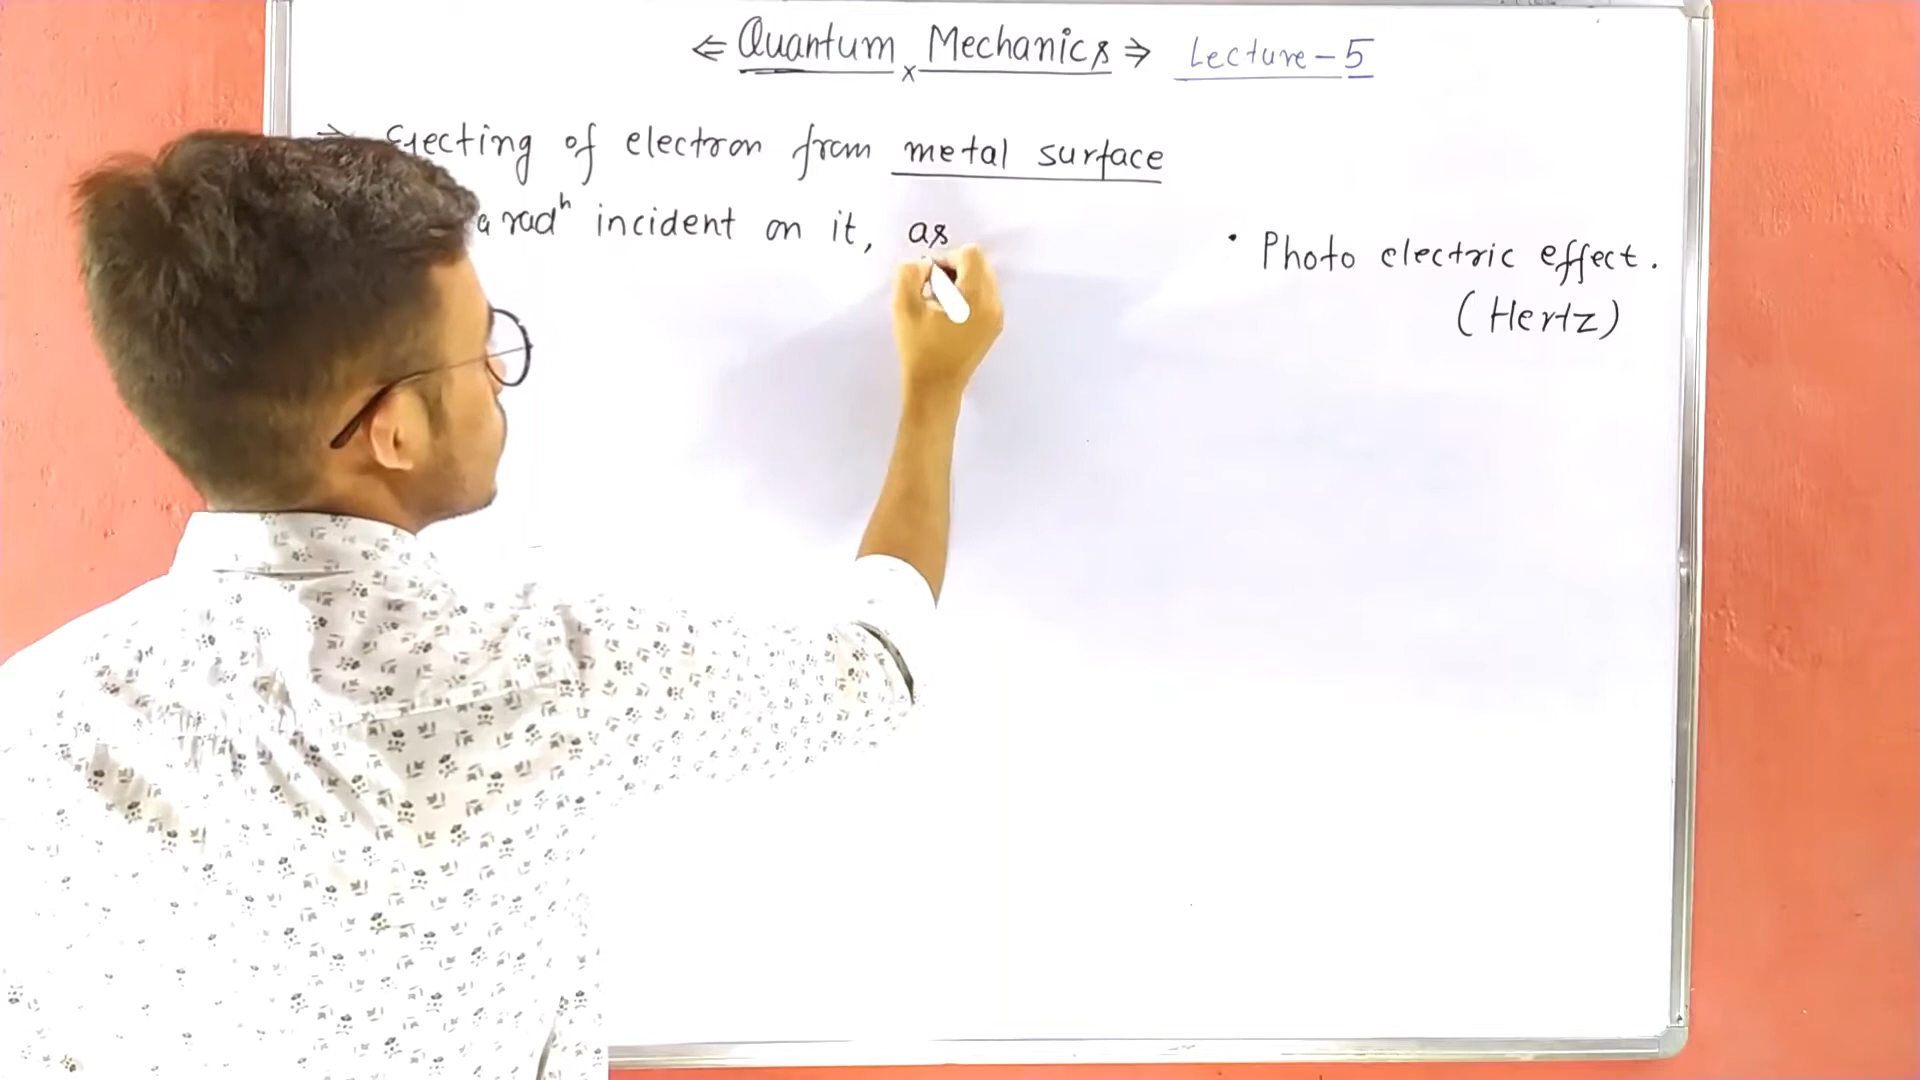 ⇐ Quantum x Mechanics ⇒ Lecture-5
⇒ Ejecting of electron from metal surface
a radⁿ incident on it, as
• Photo electric effect.
(Hertz)